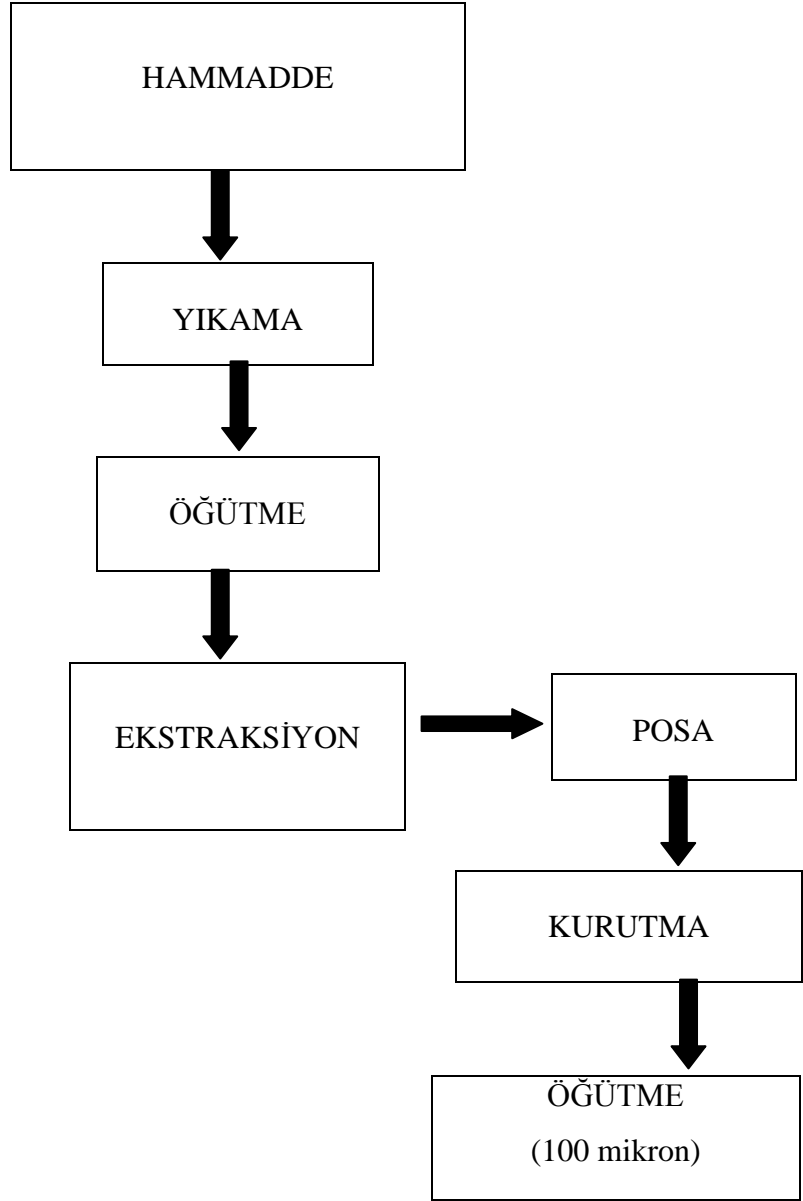 HAMMADDE
YIKAMA
ÖĞÜTME
EKSTRAKSİYON
POSA
KURUTMA
ÖĞÜTME
(100 mikron)